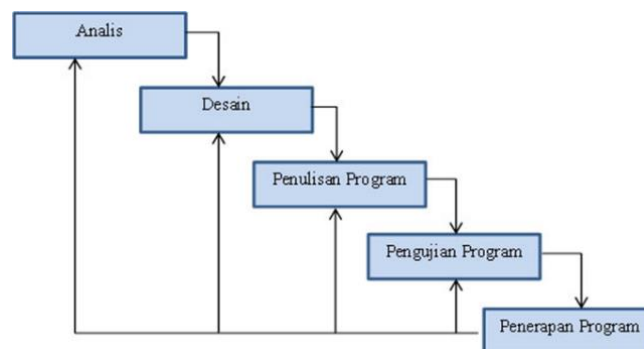 Analis
Desain
Penulisan Program
Pengujian Program
Penerapan Program